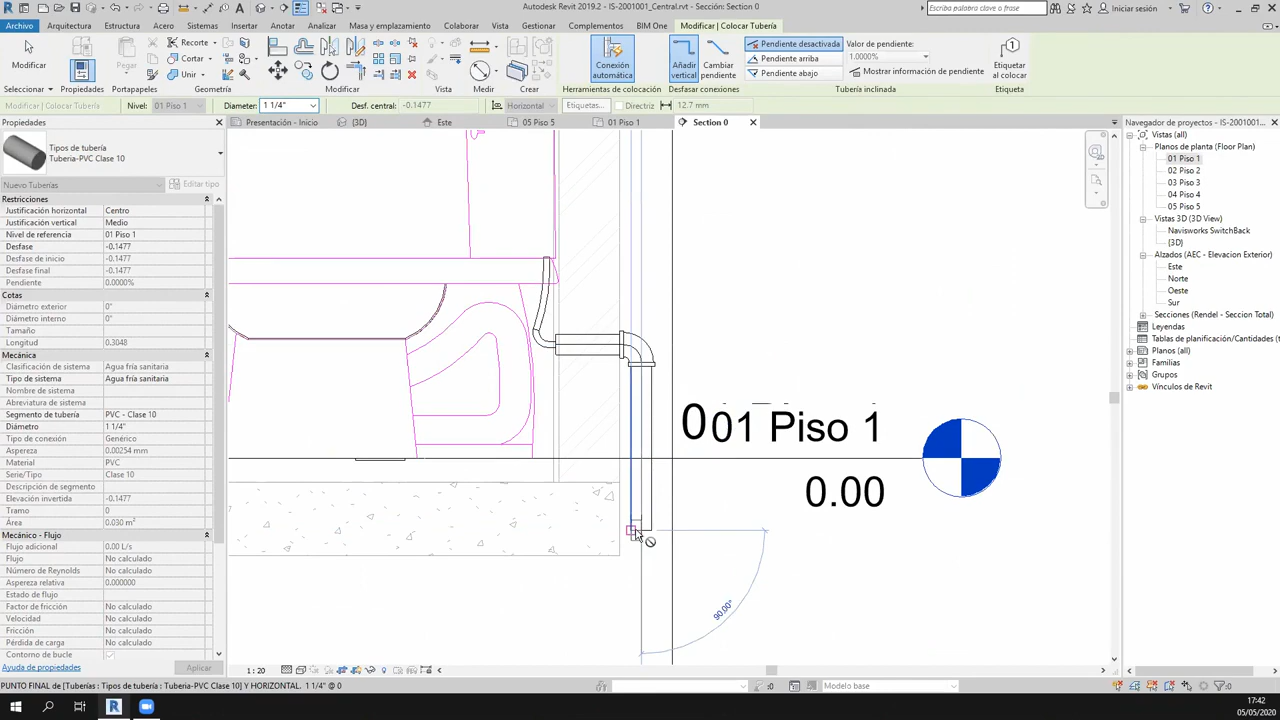 Autodesk Revit 2019.2 - IS-2001001_Central.rvt - Sección: Section 0
Escriba palabra clave o frase
Iniciar sesión
Archivo Arquitectura Estructura Acero Sistemas Insertar Anotar Analizar Masa y emplazamiento Colaborar Vista Gestionar Complementos BIM One Modificar | Colocar Tubería
Modificar
Propiedades
Pegar
Recorte
Cortar
Unir
Conexión automática
Añadir vertical
Cambiar pendiente
Pendiente desactivada
Pendiente arriba
Pendiente abajo
Valor de pendiente:
1.0000%
Mostrar información de pendiente
Etiquetar al colocar
Seleccionar Propiedades Portapapeles Geometría Modificar Vista Medir Crear Herramientas de colocación Desfasar conexiones Tubería inclinada Etiqueta
Modificar | Colocar Tubería Nivel: 01 Piso 1 Diameter: 1 1/4" Desf. central: -0.1477 Horizontal Etiquetas... Directriz 12.7 mm
Propiedades
Tipos de tubería
Tuberia-PVC Clase 10
Nuevo Tuberías
Editar tipo
Restricciones
Justificación horizontal Centro
Justificación vertical Medio
Nivel de referencia 01 Piso 1
Desfase -0.1477
Desfase de inicio -0.1477
Desfase final -0.1477
Pendiente 0.0000%
Cotas
Diámetro exterior 0"
Diámetro interno 0"
Tamaño
Longitud 0.3048
Mecánica
Clasificación de sistema Agua fría sanitaria
Tipo de sistema Agua fría sanitaria
Nombre de sistema
Abreviatura de sistema
Segmento de tubería PVC - Clase 10
Diámetro 1 1/4"
Tipo de conexión Genérico
Aspereza 0.00254 mm
Material PVC
Serie/Tipo Clase 10
Descripción de segmento
Elevación invertida -0.1477
Tramo 0
Área 0.030 m²
Mecánico - Flujo
Flujo adicional 0.00 L/s
Flujo No calculado
Número de Reynolds No calculado
Aspereza relativa 0.000000
Estado de flujo
Factor de fricción No calculado
Velocidad No calculado
Fricción No calculado
Pérdida de carga No calculado
Contorno de bucle
Ayuda de propiedades
Aplicar
Presentación - Inicio {3D} Este 05 Piso 5 01 Piso 1 Section 0
01 Piso 1
0.00
90.00°
1 : 20
Navegador de proyectos - IS-2001001...
Vistas (all)
Planos de planta (Floor Plan)
01 Piso 1
02 Piso 2
03 Piso 3
04 Piso 4
05 Piso 5
Vistas 3D (3D View)
Navisworks SwitchBack
{3D}
Alzados (AEC - Elevacion Exterior)
Este
Norte
Oeste
Sur
Secciones (Rendel - Seccion Total)
Leyendas
Tablas de planificación/Cantidades (t
Planos (all)
Familias
Grupos
Vínculos de Revit
PUNTO FINAL de [Tuberías : Tipos de tubería : Tuberia-PVC Clase 10] Y HORIZONTAL. 1 1/4" @ 0
:0
Modelo base
:0
17:42
05/05/2020